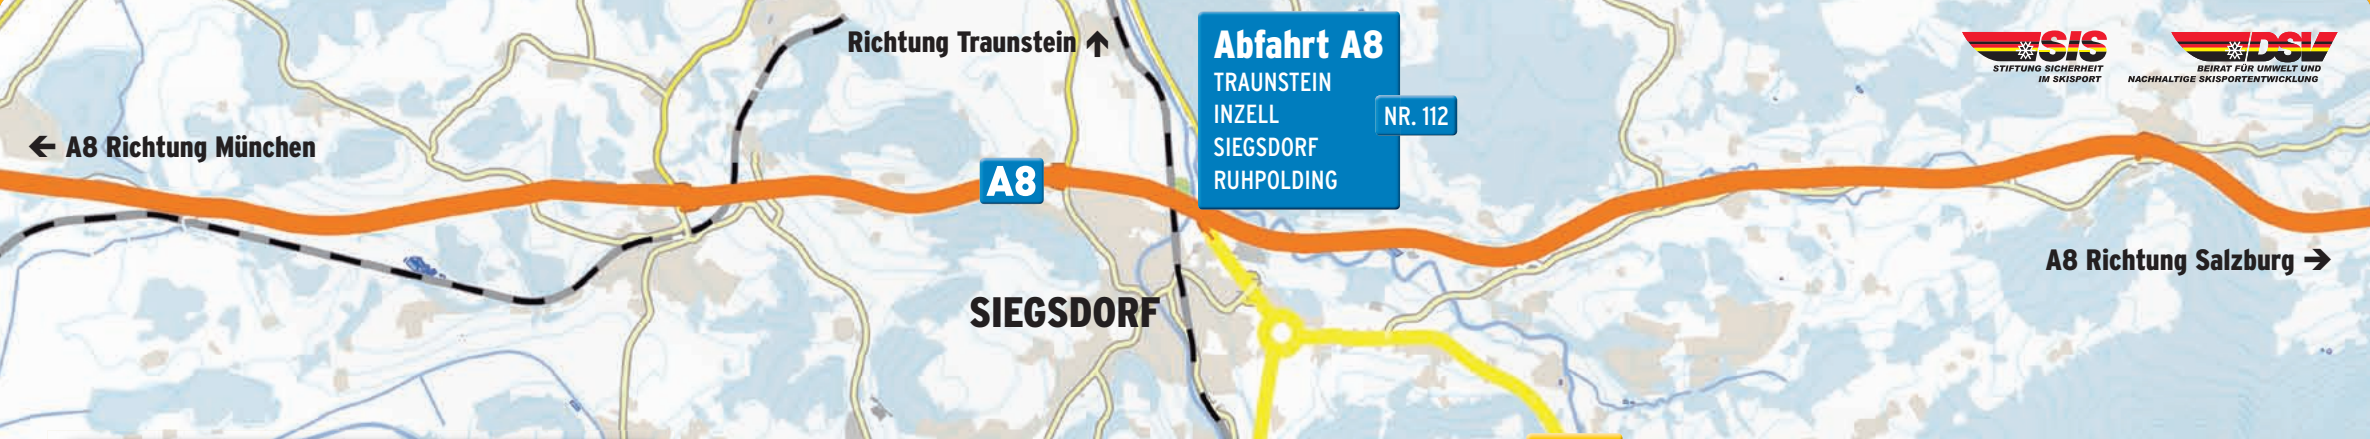 Richtung Traunstein ↑
← A8 Richtung München
A8
Abfahrt A8
TRAUNSTEIN
INZELL
SIEGSDORF
RUHPOLDING
NR. 112
SIS
STIFTUNG SICHERHEIT
IM SKISPORT
DSV
BEIRAT FÜR UMWELT UND
NACHHALTIGE SKISPORTENTWICKLUNG
A8 Richtung Salzburg →
SIEGSDORF